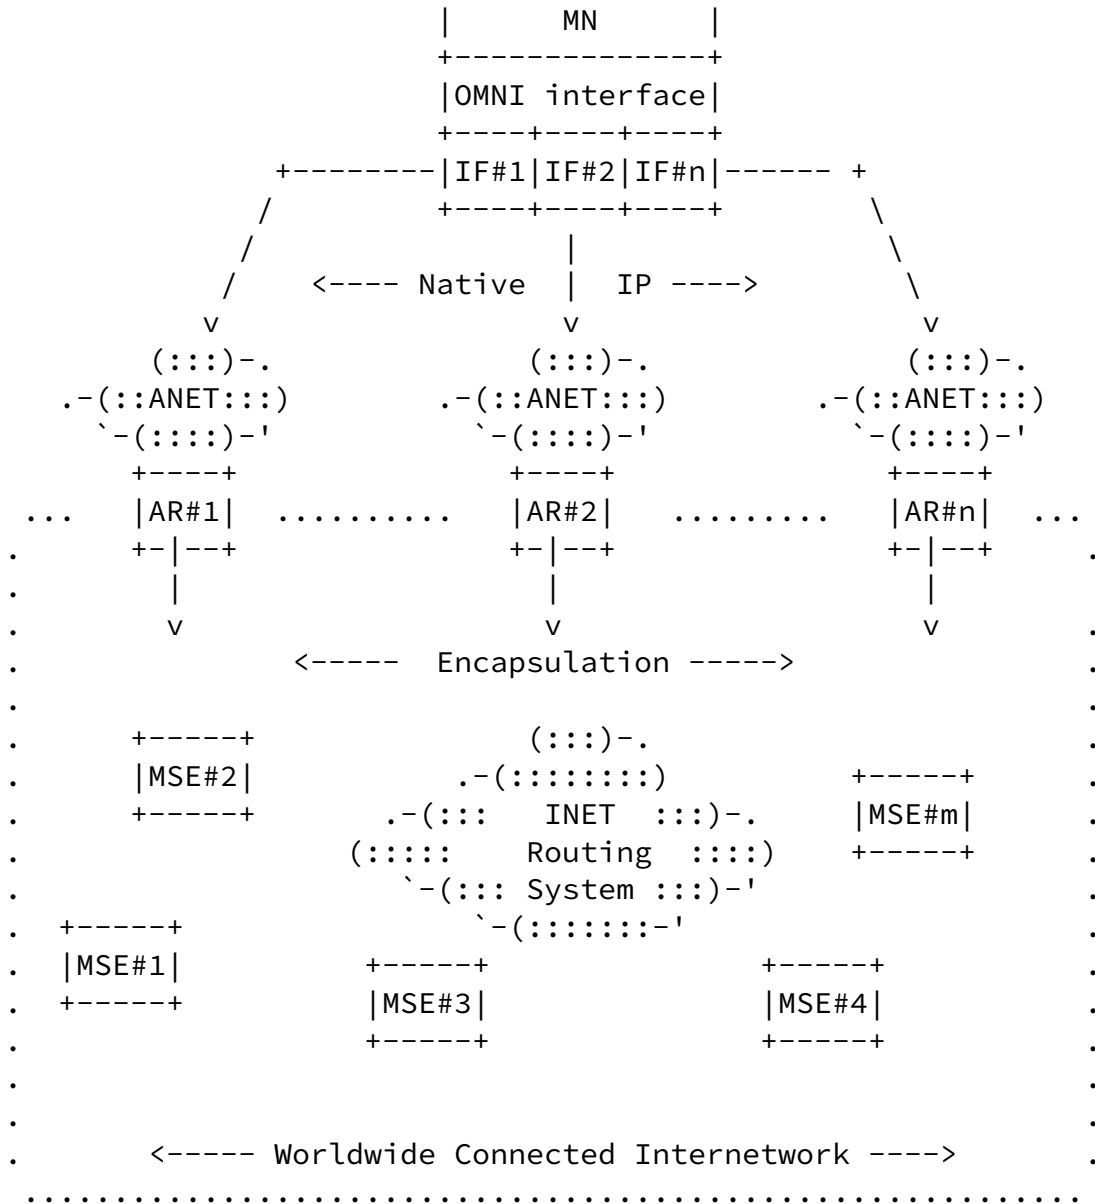 |      MN      |
+--------------+
|OMNI interface|
+----+----+----+
+--------|IF#1|IF#2|IF#n|------ +
/         +----+----+----+        \
/                 |                 \
/    <---- Native  |  IP ---->        \
v                   v                   v
(:::)-.              (:::)-.              (:::)-.
.-(::ANET:::)        .-(::ANET:::)        .-(::ANET:::)
`-(::::)-'           `-(::::)-'           `-(::::)-'
+----+               +----+               +----+
...   |AR#1|  ..........   |AR#2|  .........   |AR#n|  ...
.      +-|--+               +-|--+               +-|--+     .
.        |                    |                    |
.        v                    v                    v        .
.               <-----  Encapsulation ----->                .
.                                                           .
.      +-----+               (:::)-.                        .
.      |MSE#2|           .-(::::::::)          +-----+      .
.      +-----+       .-(:::   INET  :::)-.     |MSE#m|      .
.                  (:::::    Routing  ::::)    +-----+      .
.                     `-(::: System :::)-'                  .
.  +-----+                `-(:::::::-'                      .
.  |MSE#1|          +-----+               +-----+           .
.  +-----+          |MSE#3|               |MSE#4|           .
.                   +-----+               +-----+           .
.                                                           .
.                                                           .
.       <----- Worldwide Connected Internetwork ---->       .
...........................................................